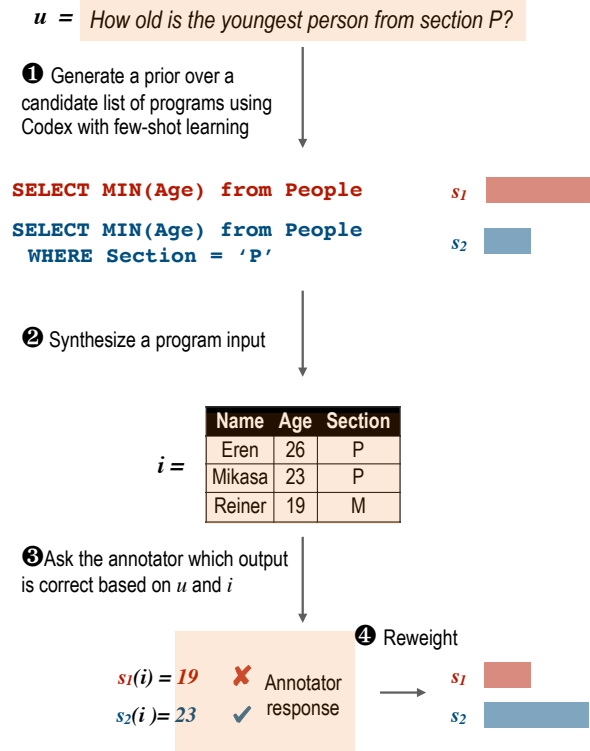 u = How old is the youngest person from section P?
❶ Generate a prior over a
candidate list of programs using
Codex with few-shot learning
SELECT MIN(Age) from People
s1
SELECT MIN(Age) from People
WHERE Section = ‘P’
s2
❷ Synthesize a program input
i =
Name Age Section
Eren 26 P
Mikasa 23 P
Reiner 19 M
❸Ask the annotator which output
is correct based on u and i
❹ Reweight
s1(i) = 19 ✘
s2(i )= 23 ✓
Annotator
response
s1
s2